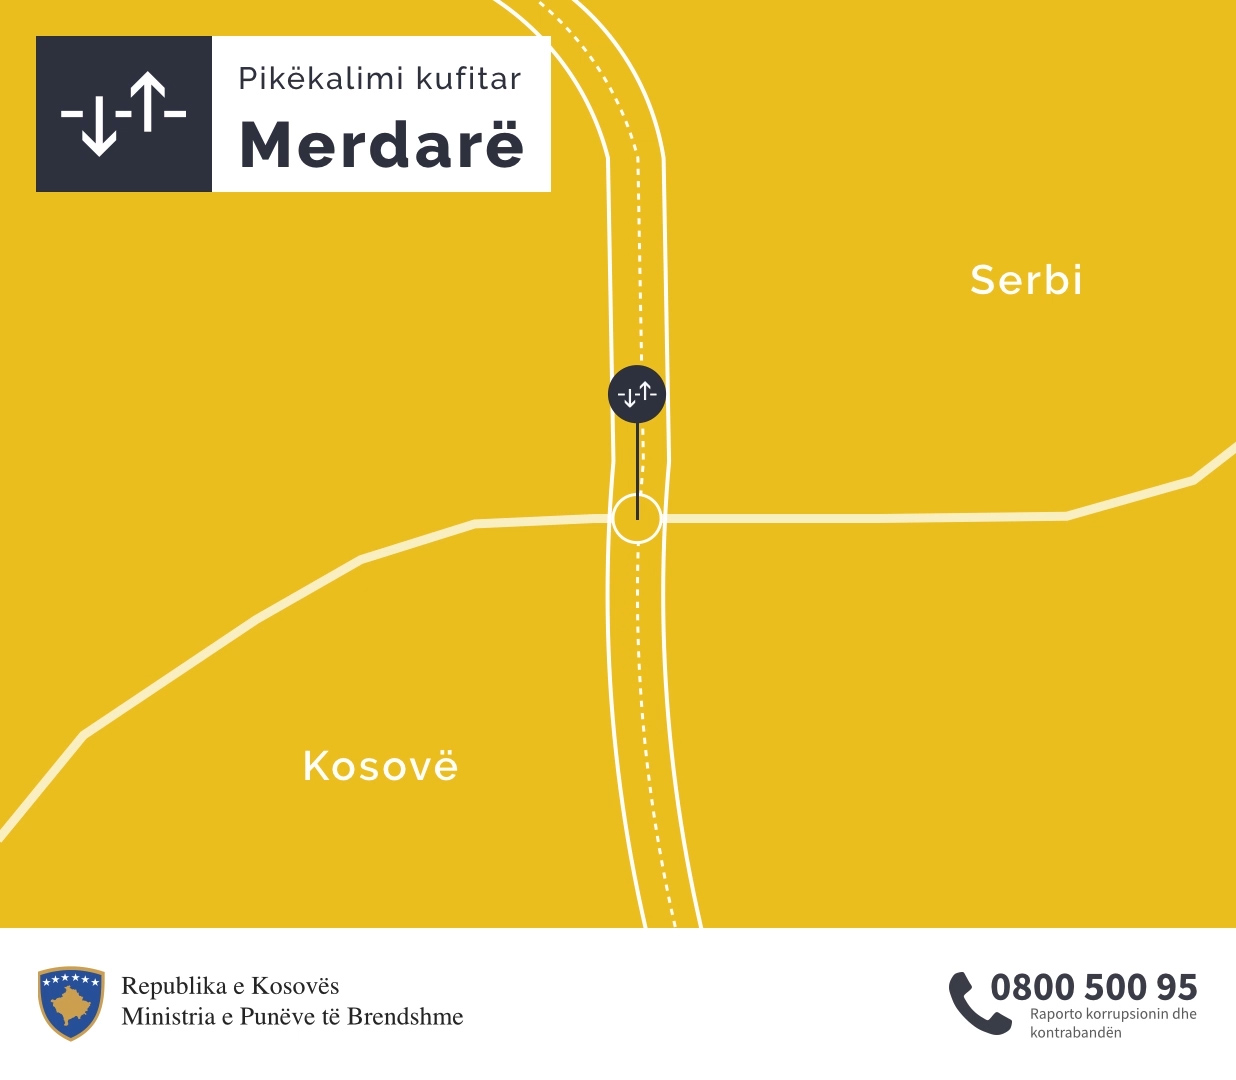 Pikëkalimi kufitar
Merdarë
Serbi
Kosovë
Republika e Kosovës
Ministria e Punëve të Brendshme
0800 500 95
Raporto korrupsionin dhe
kontrabandën